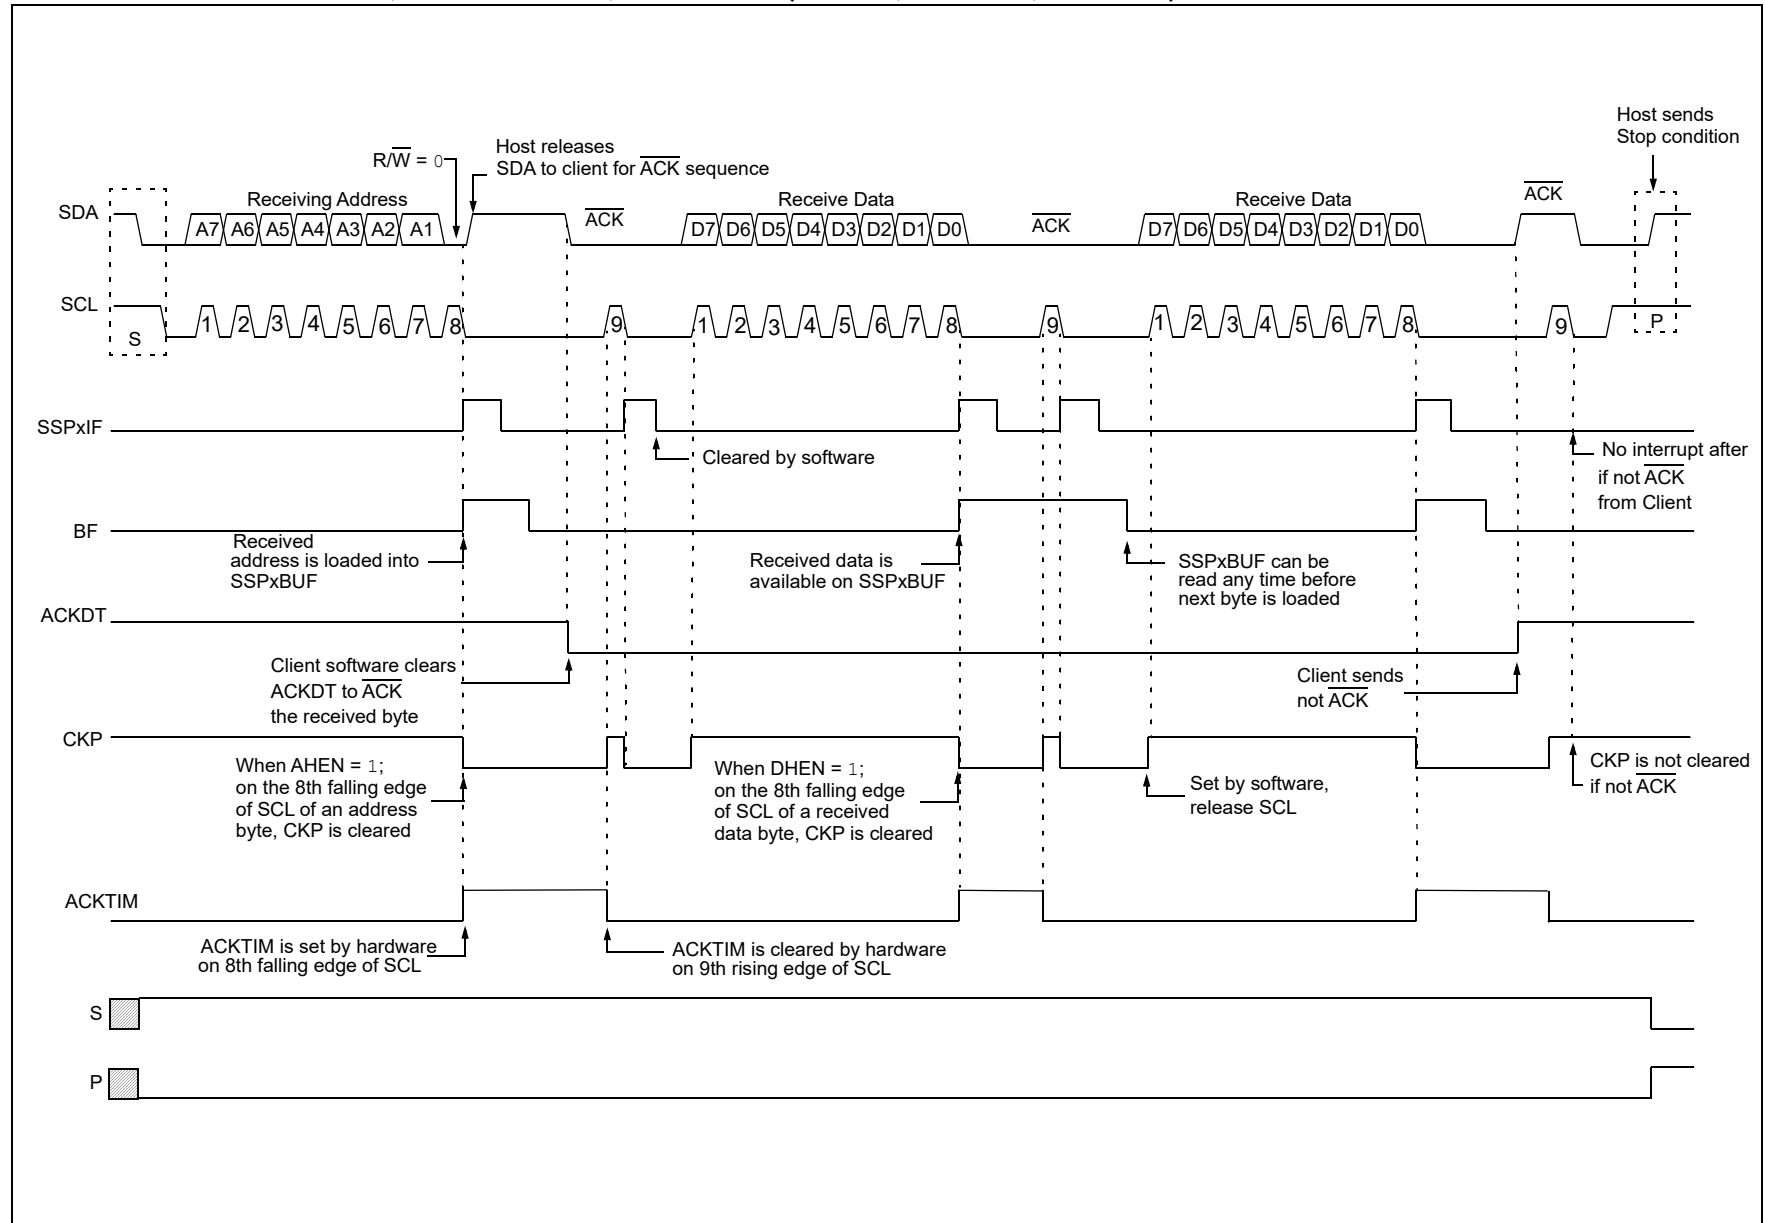 Host sends
Stop condition
Host releases
SDA to client for ACK sequence
R/W = 0
Receiving Address
Receive Data
Receive Data
ACK
SDA
A7 A6 A5 A4 A3 A2 A1
ACK
D7 D6 D5 D4 D3 D2 D1 D0
ACK
D7 D6 D5 D4 D3 D2 D1 D0
SCL
S
1 2 3 4 5 6 7 8 9
1 2 3 4 5 6 7 8 9
1 2 3 4 5 6 7 8 9
P
SSPxIF
Cleared by software
No interrupt after
if not ACK
from Client
BF
Received
address is loaded into
SSPxBUF
Received data is
available on SSPxBUF
SSPxBUF can be
read any time before
next byte is loaded
ACKDT
Client software clears
ACKDT to ACK
the received byte
Client sends
not ACK
CKP
When AHEN = 1;
on the 8th falling edge
of SCL of an address
byte, CKP is cleared
When DHEN = 1;
on the 8th falling edge
of SCL of a received
data byte, CKP is cleared
Set by software,
release SCL
CKP is not cleared
if not ACK
ACKTIM
ACKTIM is set by hardware
on 8th falling edge of SCL
ACKTIM is cleared by hardware
on 9th rising edge of SCL
S
P